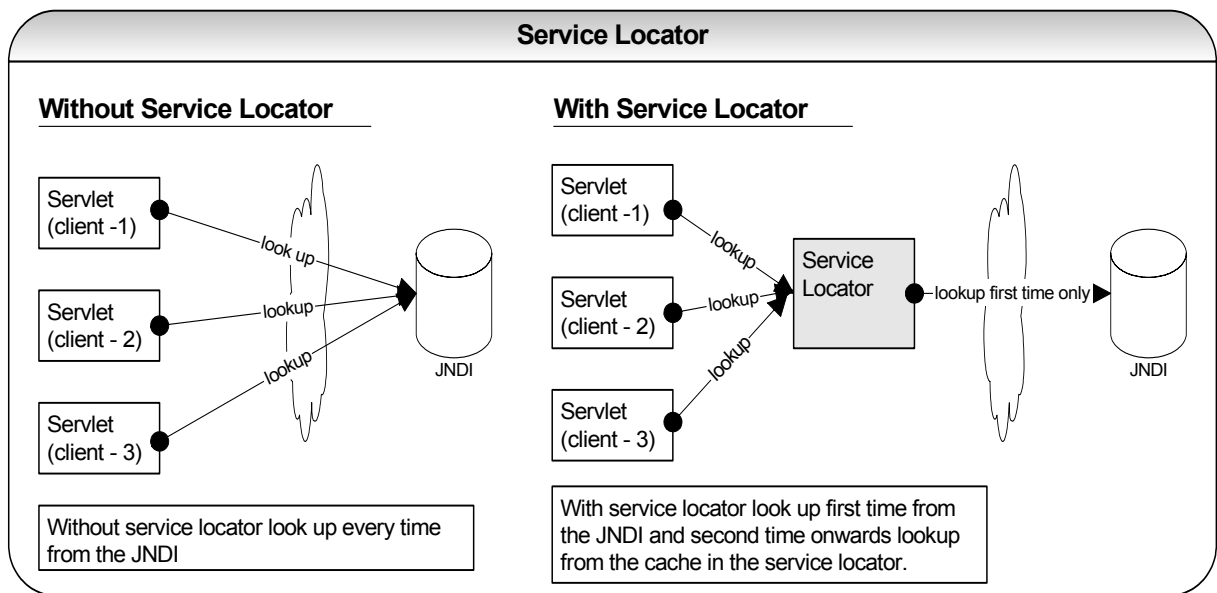 Service Locator
Without Service Locator
Servlet
(client -1)
look up
Servlet
(client - 2)
lookup
Servlet
(client - 3)
lookup
JNDI
Without service locator look up every time
from the JNDI
With Service Locator
Servlet
(client -1)
lookup
Servlet
(client - 2)
lookup
Servlet
(client - 3)
lookup
Service
Locator
lookup first time only
JNDI
With service locator look up first time from
the JNDI and second time onwards lookup
from the cache in the service locator.